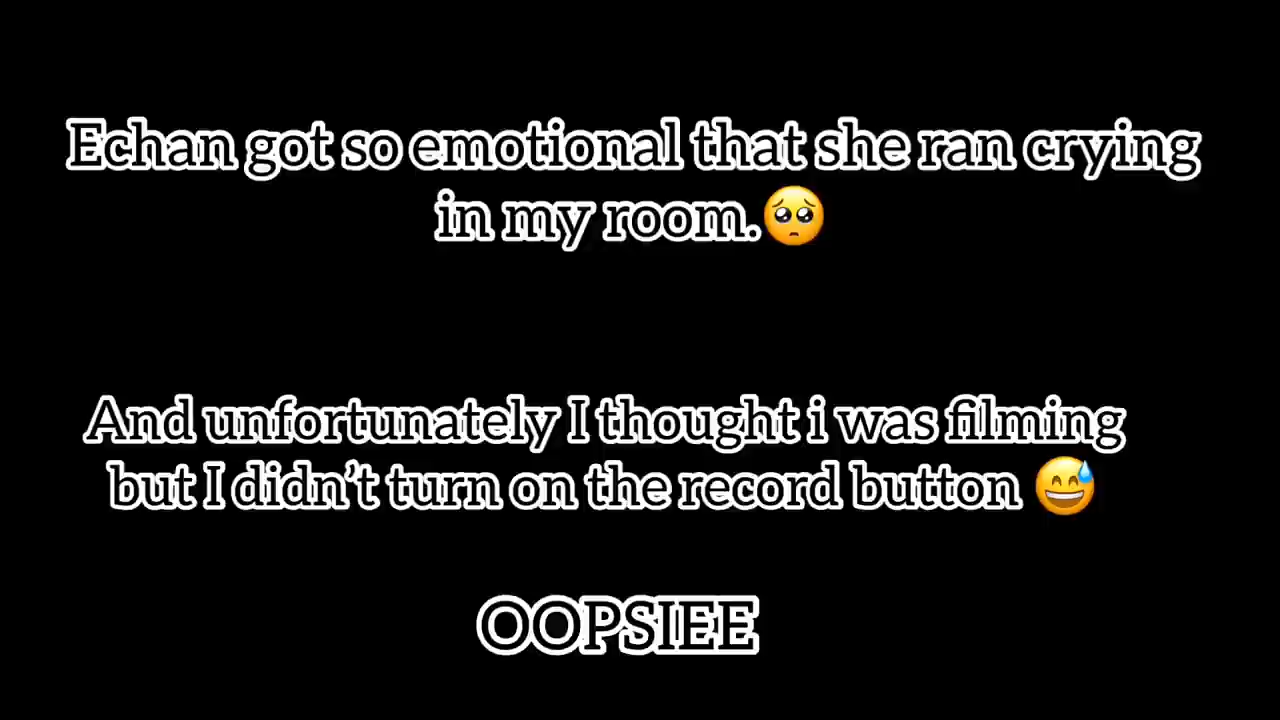 Echan got so emotional that she ran crying
in my room.🥺
And unfortunately I thought i was filming
but I didn’t turn on the record button 😅
OOPSIEE